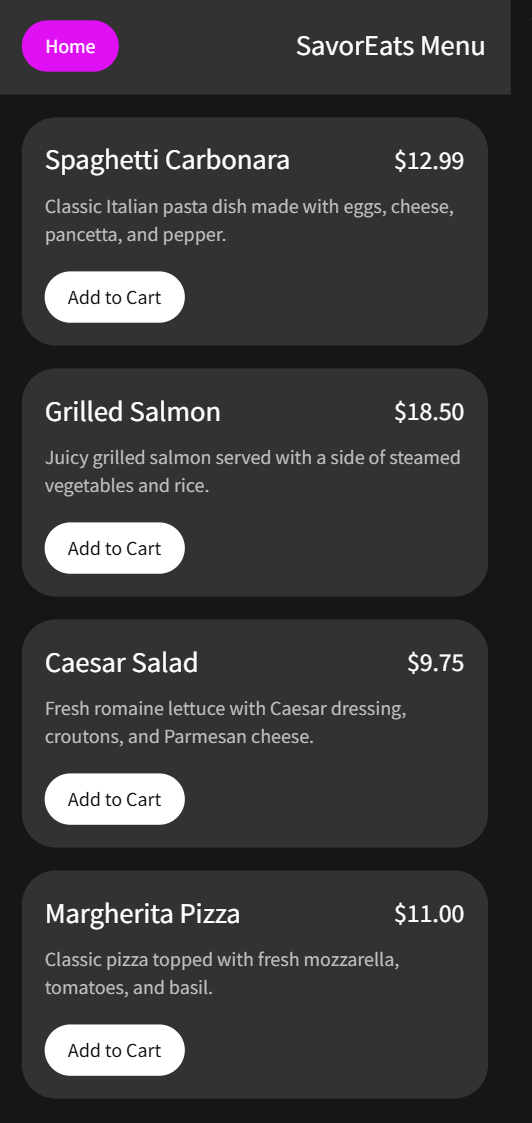 Home
SavorEats Menu
Spaghetti Carbonara
$12.99
Classic Italian pasta dish made with eggs, cheese,
pancetta, and pepper.
Add to Cart
Grilled Salmon
$18.50
Juicy grilled salmon served with a side of steamed
vegetables and rice.
Add to Cart
Caesar Salad
$9.75
Fresh romaine lettuce with Caesar dressing,
croutons, and Parmesan cheese.
Add to Cart
Margherita Pizza
$11.00
Classic pizza topped with fresh mozzarella,
tomatoes, and basil.
Add to Cart